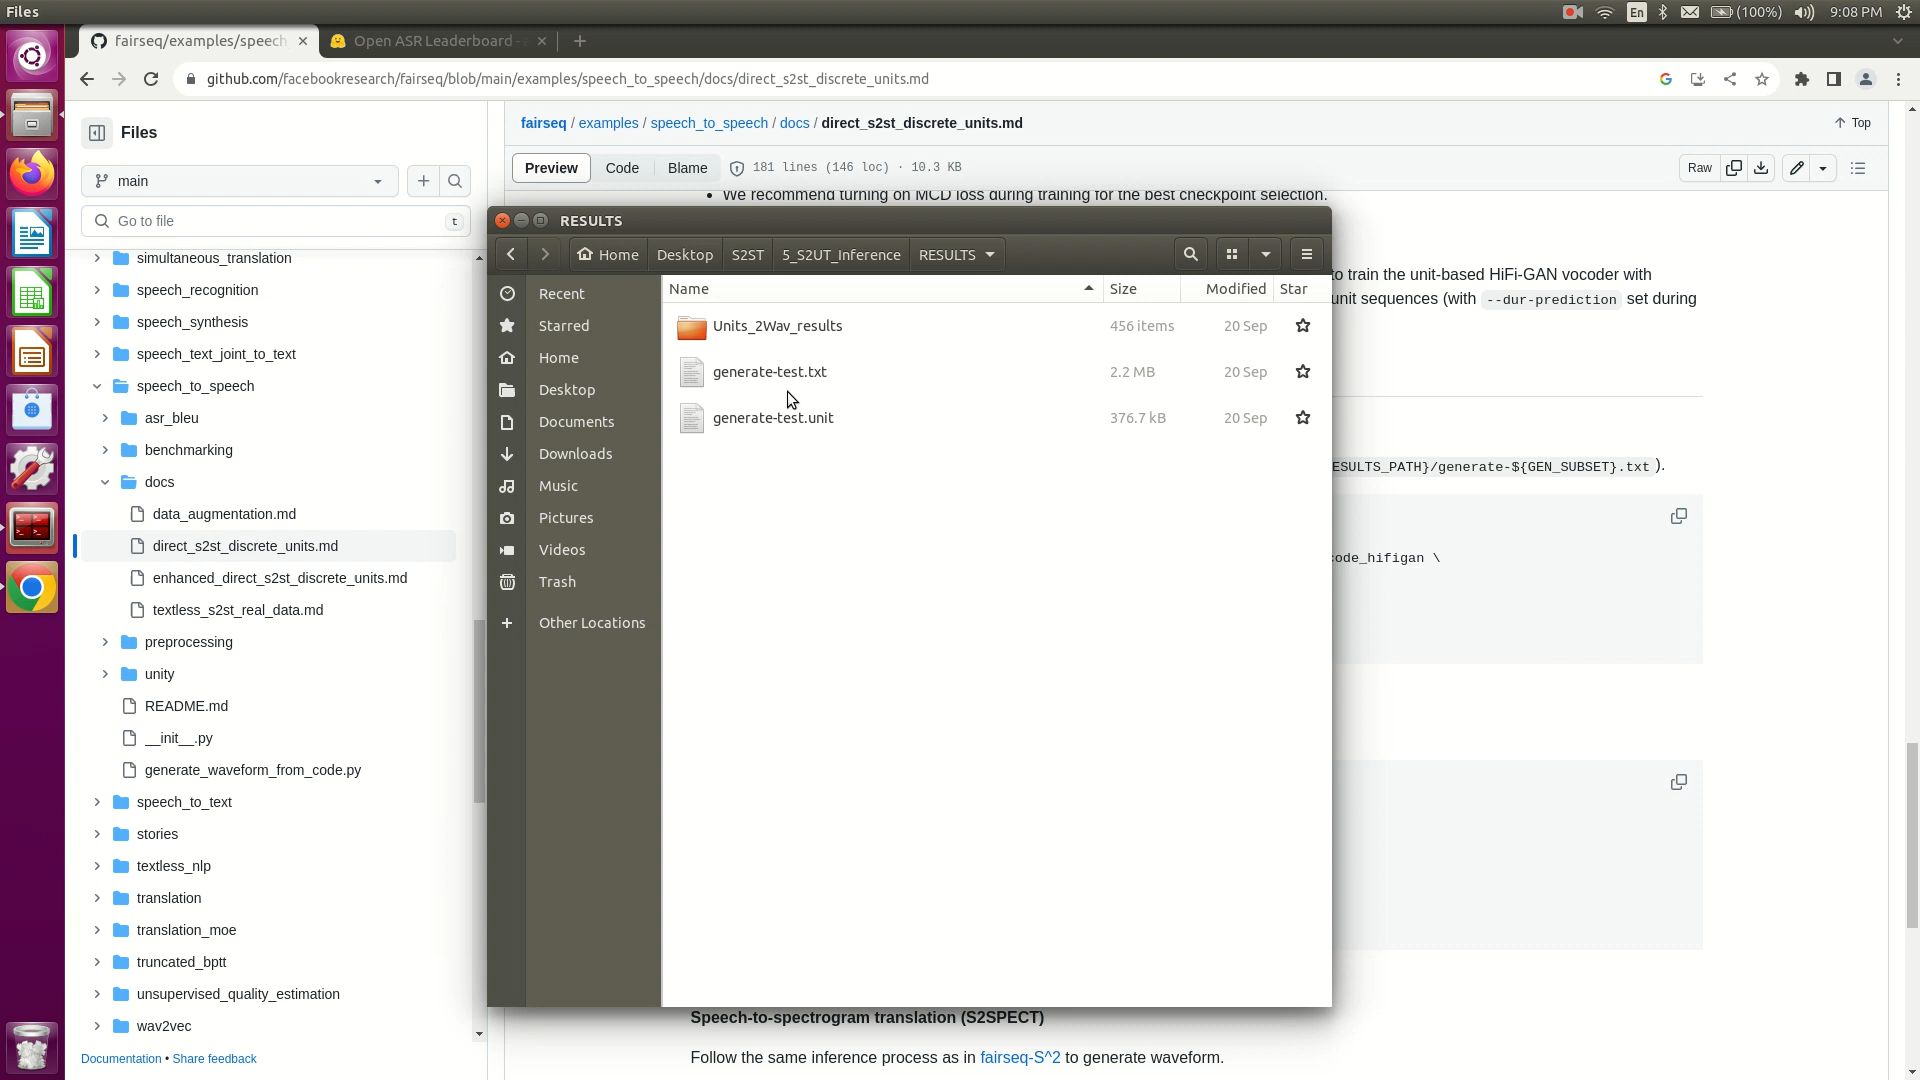 Files
En
(100%)
9:08 PM
fairseq/examples/speech
Open ASR Leaderboard -
github.com/facebookresearch/fairseq/blob/main/examples/speech_to_speech/docs/direct_s2st_discrete_units.md
Files
main
Go to file
t
simultaneous_translation
speech_recognition
speech_synthesis
speech_text_joint_to_text
speech_to_speech
asr_bleu
benchmarking
docs
data_augmentation.md
direct_s2st_discrete_units.md
enhanced_direct_s2st_discrete_units.md
textless_s2st_real_data.md
preprocessing
unity
README.md
__init__.py
generate_waveform_from_code.py
speech_to_text
stories
textless_nlp
translation
translation_moe
truncated_bptt
unsupervised_quality_estimation
wav2vec
Documentation • Share feedback
fairseq / examples / speech_to_speech / docs / direct_s2st_discrete_units.md
Top
Preview
Code
Blame
181 lines (146 loc) · 10.3 KB
Raw
We recommend turning on MCD loss during training for the best checkpoint selection.
RESULTS
Home
Desktop
S2ST
5_S2UT_Inference
RESULTS
Recent
Starred
Home
Desktop
Documents
Downloads
Music
Pictures
Videos
Trash
Other Locations
Name
Size
Modified
Star
Units_2Wav_results
456 items
20 Sep
generate-test.txt
2.2 MB
20 Sep
generate-test.unit
376.7 kB
20 Sep
to train the unit-based HiFi-GAN vocoder with
unit sequences (with --dur-prediction set during
ESULTS_PATH}/generate-${GEN_SUBSET}.txt ).
code_hifigan \
Speech-to-spectrogram translation (S2SPECT)
Follow the same inference process as in fairseq-S^2 to generate waveform.